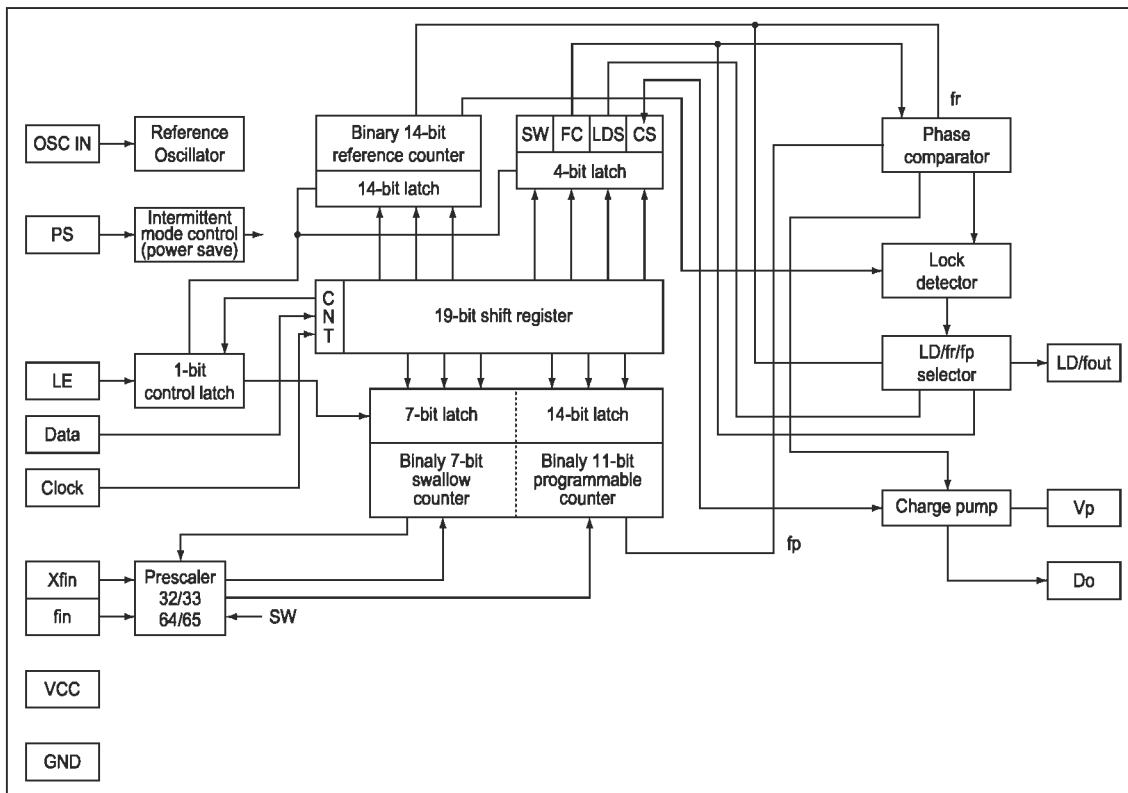 fr
OSC IN
Reference
Oscillator
Binary 14-bit
reference counter
14-bit latch
SW
FC
LDS
CS
4-bit latch
Phase
comparator
PS
Intermittent
mode control
(power save)
Lock
detector
C
N
T
19-bit shift register
LE
1-bit
control latch
LD/fr/fp
selector
LD/fout
Data
7-bit latch
14-bit latch
Clock
Binaly 7-bit
swallow
counter
Binaly 11-bit
programmable
counter
Charge pump
Vp
fp
Xfin
fin
Prescaler
32/33
64/65
SW
Do
VCC
GND